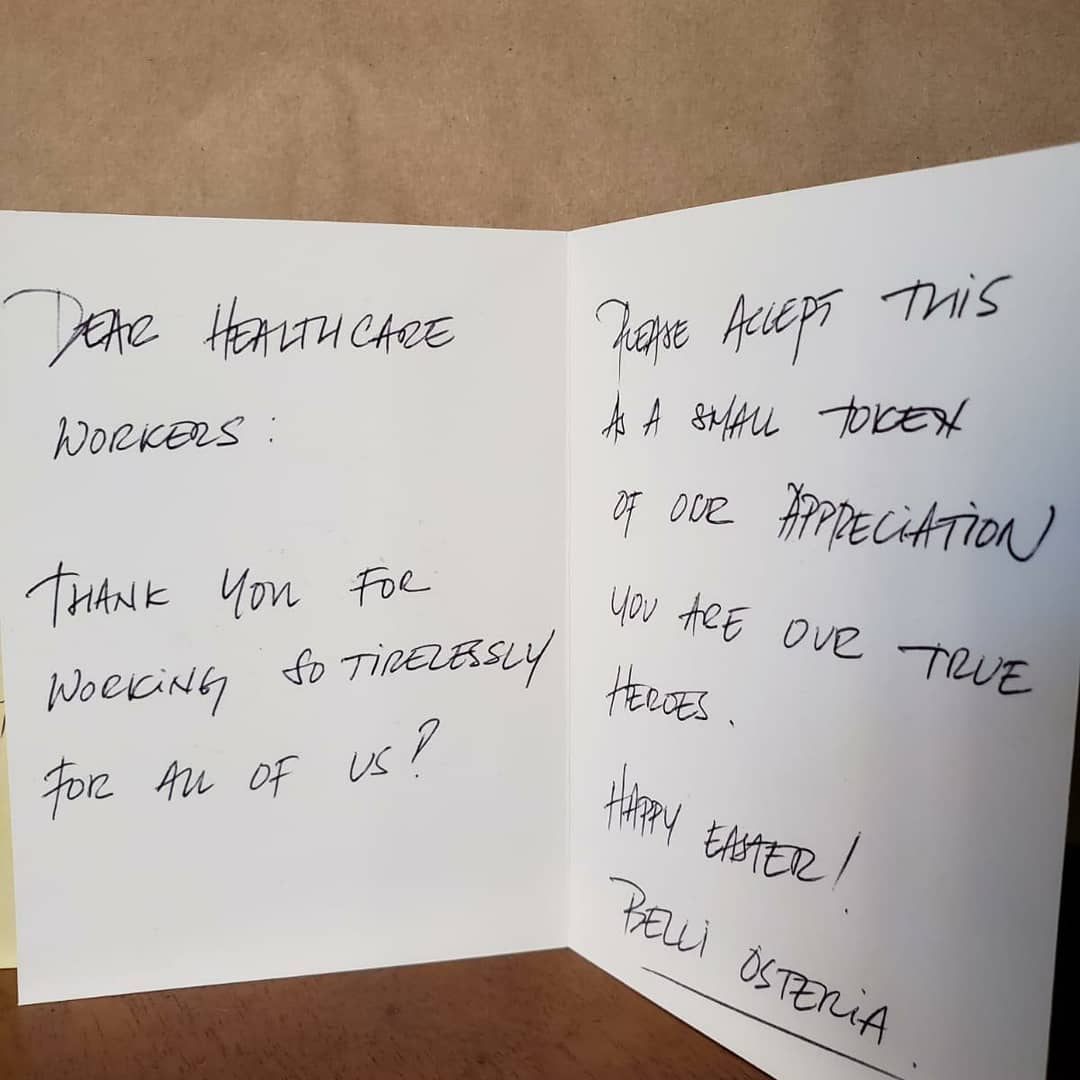 DEAR HEALTHCARE
WORKERS:
THANK YOU FOR
WORKING SO TIRELESSLY
FOR ALL OF US?
PLEASE ACCEPT THIS
AS A SMALL TOKEN
OF OUR APPRECIATION
YOU ARE OUR TRUE
HEROES.
HAPPY EASTER!
BELLI OSTERIA.